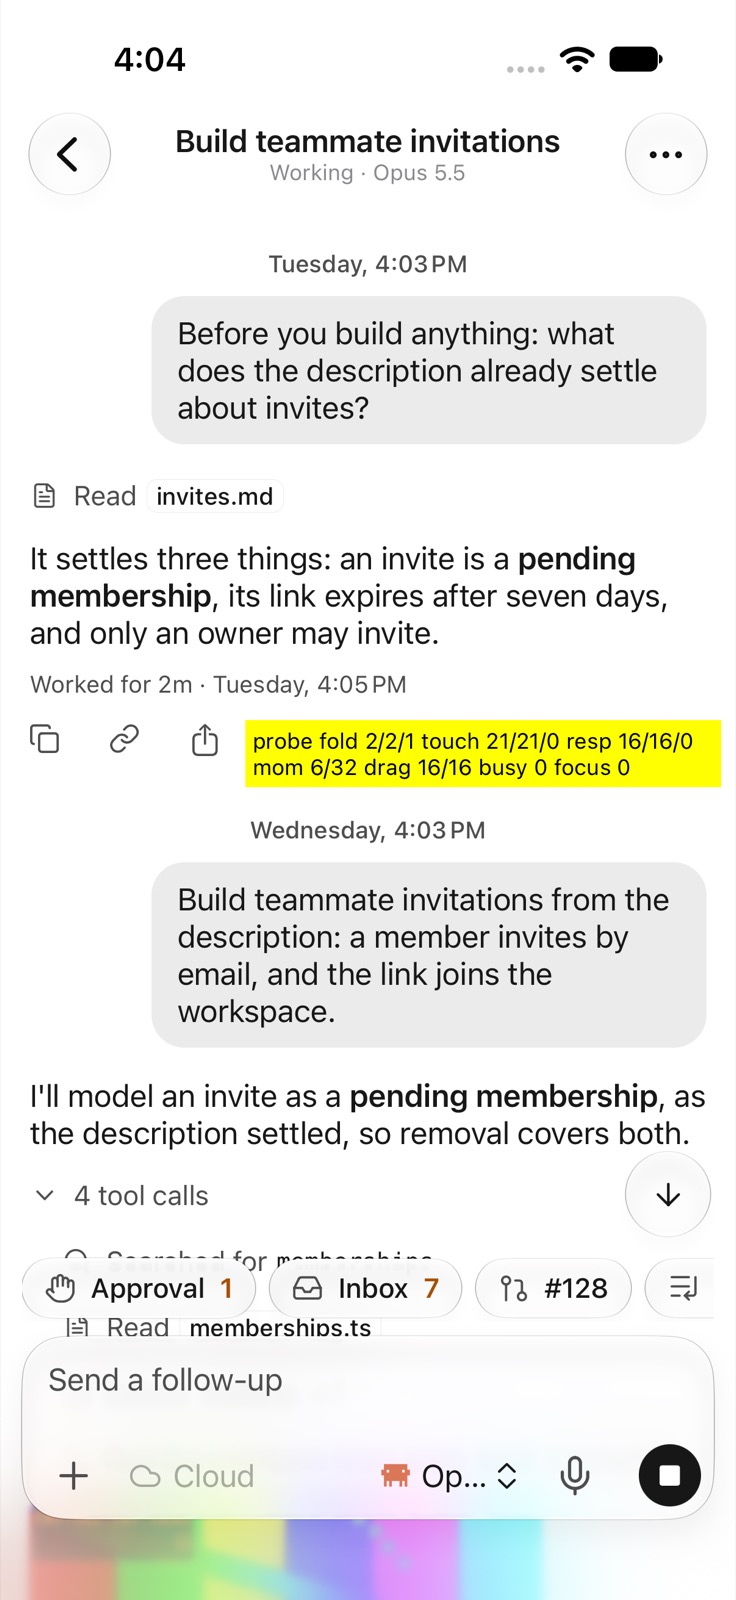 4:04
Build teammate invitations
Working · Opus 5.5
Tuesday, 4:03 PM
Before you build anything: what
does the description already settle
about invites?
Read invites.md
It settles three things: an invite is a pending
membership, its link expires after seven days,
and only an owner may invite.
Worked for 2m · Tuesday, 4:05 PM
probe fold 2/2/1 touch 21/21/0 resp 16/16/0
mom 6/32 drag 16/16 busy 0 focus 0
Wednesday, 4:03 PM
Build teammate invitations from the
description: a member invites by
email, and the link joins the
workspace.
I'll model an invite as a pending membership, as
the description settled, so removal covers both.
4 tool calls
Searched for memberships
Approval 1 Inbox 7 #128
Read memberships.ts
Send a follow-up
Cloud Op...